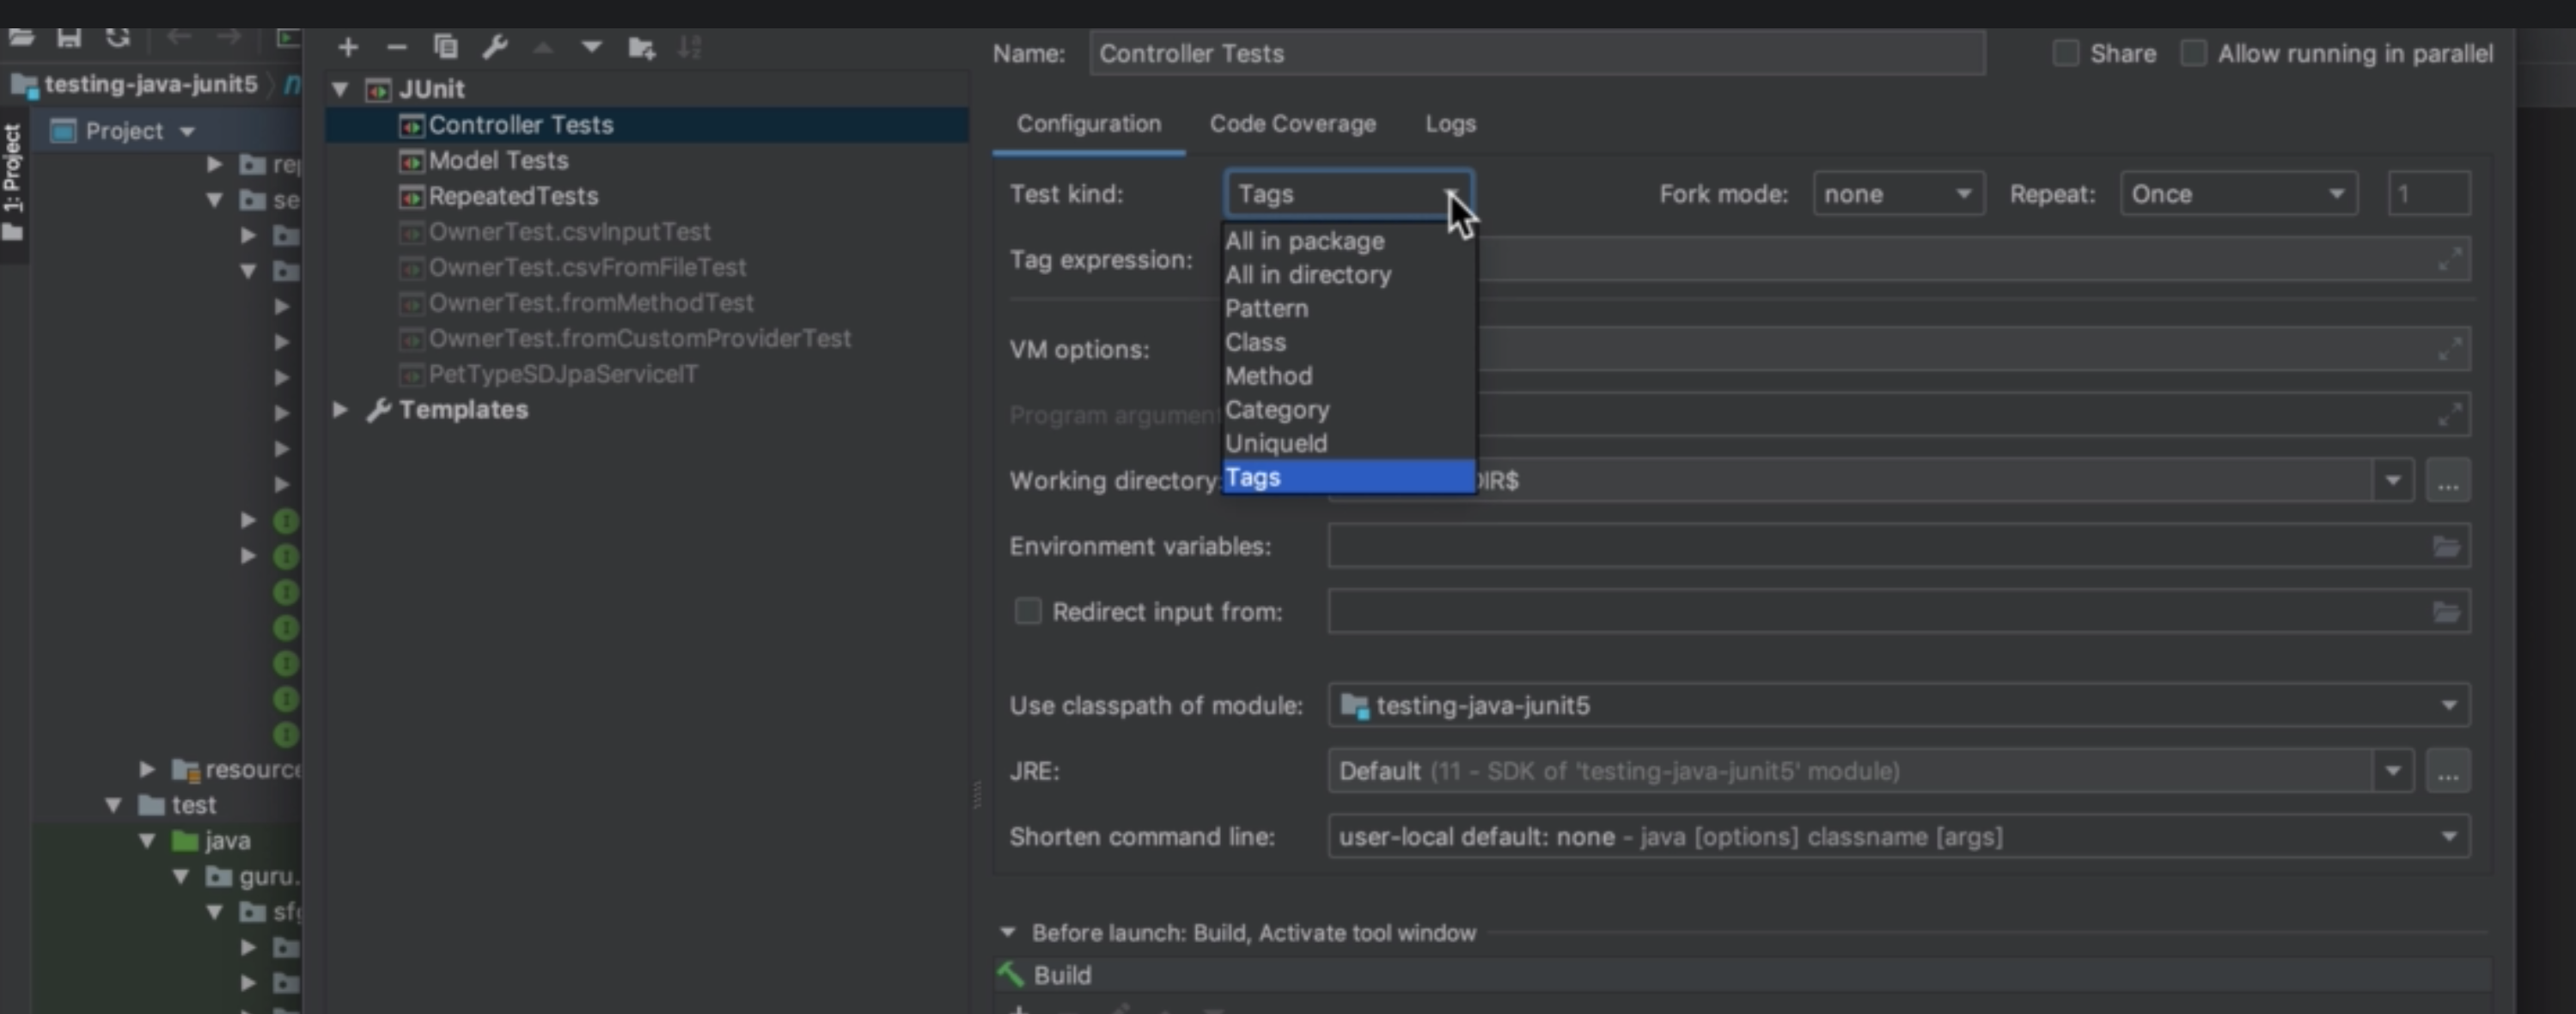 Name: Controller Tests Share Allow running in parallel
testing-java-junit5
1: Project
Project
JUnit
Controller Tests
Model Tests
RepeatedTests
OwnerTest.csvInputTest
OwnerTest.csvFromFileTest
OwnerTest.fromMethodTest
OwnerTest.fromCustomProviderTest
PetTypeSDJpaServiceIT
Templates
resource
test
java
guru.
Configuration Code Coverage Logs
Test kind: Tags Fork mode: none Repeat: Once 1
All in package
All in directory
Pattern
Class
Method
Category
UniqueId
Tags
Tag expression:
VM options:
Program argumen
Working directory: DIR$ ...
Environment variables:
Redirect input from:
Use classpath of module: testing-java-junit5
JRE: Default (11 - SDK of 'testing-java-junit5' module) ...
Shorten command line: user-local default: none - java [options] classname [args]
Before launch: Build, Activate tool window
Build